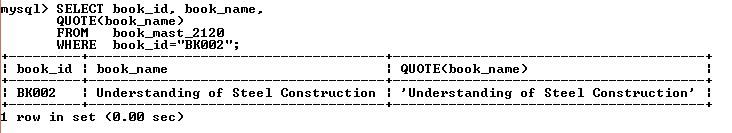 mysql> SELECT book_id, book_name,
QUOTE(book_name)
FROM book_mast_2120
WHERE book_id="BK002";
+---------+-------------------------------------+---------------------------------------+
| book_id | book_name | QUOTE(book_name) |
+---------+-------------------------------------+---------------------------------------+
| BK002 | Understanding of Steel Construction | 'Understanding of Steel Construction' |
+---------+-------------------------------------+---------------------------------------+
1 row in set (0.00 sec)